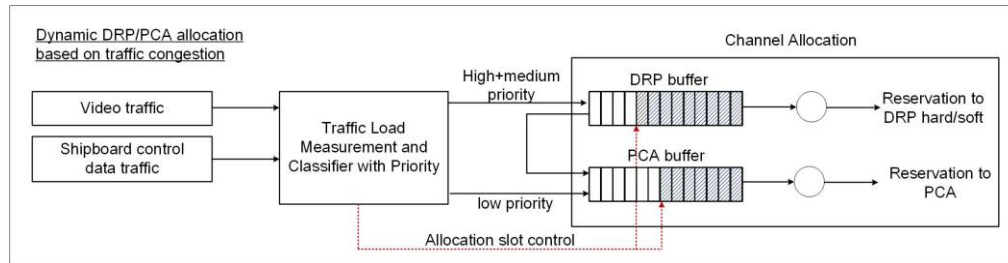 Dynamic DRP/PCA allocation
based on traffic congestion
Video traffic
Shipboard control
data traffic
Traffic Load
Measurement and
Classifier with Priority
High+medium
priority
low priority
Allocation slot control
Channel Allocation
DRP buffer
PCA buffer
Reservation to
DRP hard/soft
Reservation to
PCA